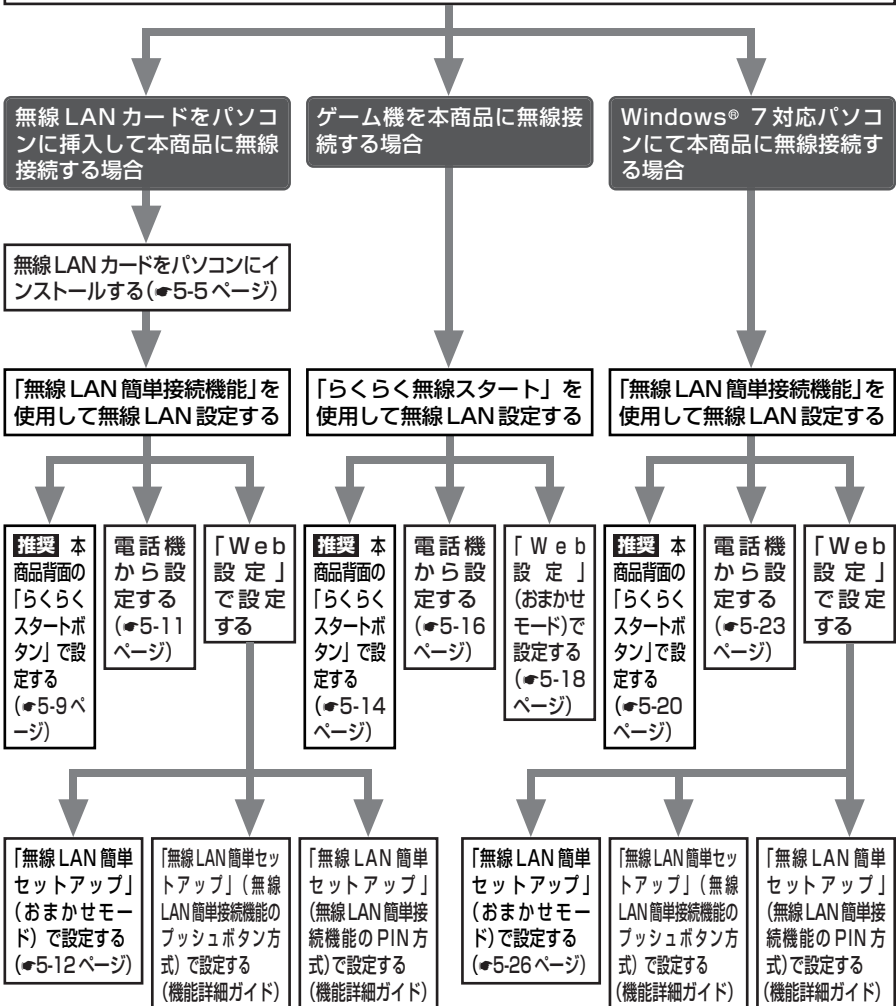 無線 LAN カードをパソコ
ンに挿入して本商品に無線
接続する場合
ゲーム機を本商品に無線接
続する場合
Windows® 7対応パソコ
ンにて本商品に無線接続す
る場合
無線LANカードをパソコンにイ
ンストールする(☛5-5ページ)
「無線LAN簡単接続機能」を
使用して無線LAN設定する
「らくらく無線スタート」を
使用して無線LAN設定する
「無線LAN簡単接続機能」を
使用して無線LAN設定する
推奨 本
商品背面の
「らくらく
スタートボ
タン」で設
定する
(☛5-9ペ
ージ)
電話機
から設
定する
(☛5-11
ページ)
「Web
設定」
で設定
する
推奨 本
商品背面の
「らくらく
スタートボ
タン」で設
定する
(☛5-14
ページ)
電話機
から設
定する
(☛5-16
ページ)
「Web
設定」
(おまかせ
モード)で
設定する
(☛5-18
ページ)
推奨 本
商品背面の
「らくらく
スタートボ
タン」で設
定する
(☛5-20
ページ)
電話機
から設
定する
(☛5-23
ページ)
「Web
設定」
で設定
する
「無線LAN簡単
セットアップ」
(おまかせモー
ド)で設定する
(☛5-12ページ)
「無線LAN簡単セッ
トアップ」(無線
LAN簡単接続機能の
プッシュボタン方
式)で設定する
(機能詳細ガイド)
「無線LAN簡単
セットアップ」
(無線LAN簡単接
続機能のPIN方
式)で設定する
(機能詳細ガイド)
「無線LAN簡単
セットアップ」
(おまかせモー
ド)で設定する
(☛5-26ページ)
「無線LAN簡単セッ
トアップ」(無線
LAN簡単接続機能の
プッシュボタン方
式)で設定する
(機能詳細ガイド)
「無線LAN簡単
セットアップ」
(無線LAN簡単接
続機能のPIN方
式)で設定する
(機能詳細ガイド)